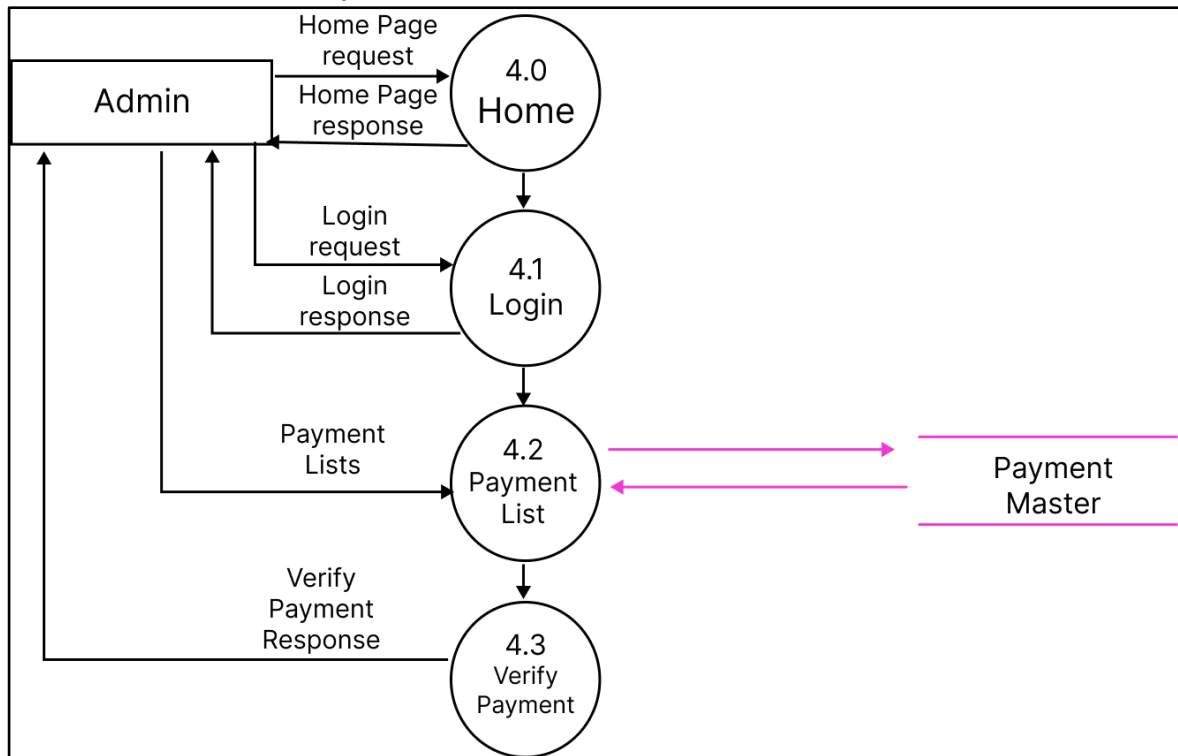 Home Page
request
Admin
4.0
Home
Home Page
response
Login
request
4.1
Login
Login
response
Payment
Lists
4.2
Payment
List
Payment
Master
Verify
Payment
Response
4.3
Verify
Payment